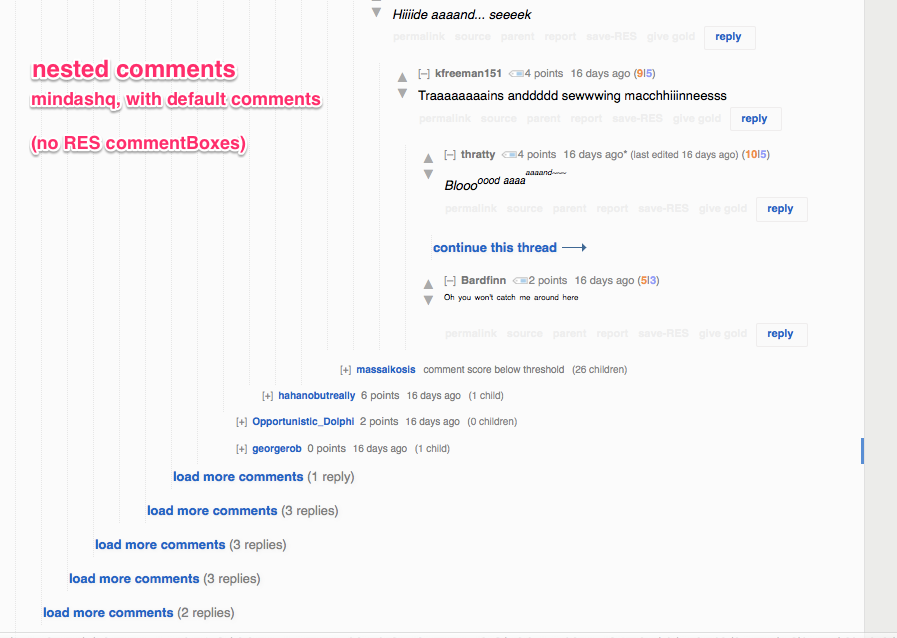 Hiiiide aaaand... seeeek
permalink source parent report save-RES give gold reply
nested comments
mindashq, with default comments
(no RES commentBoxes)
[–] kfreeman151 4 points 16 days ago (9|5)
Traaaaaaaaains anddddd sewwwing macchhiiinneesss
permalink source parent report save-RES give gold reply
[–] thratty 4 points 16 days ago* (last edited 16 days ago) (10|5)
Blooooood aaaa aaaand~~~
permalink source parent report save-RES give gold reply
continue this thread ⟶
[–] Bardfinn 2 points 16 days ago (5|3)
Oh you won't catch me around here
permalink source parent report save-RES give gold reply
[+] massaikosis comment score below threshold (26 children)
[+] hahanobutreally 6 points 16 days ago (1 child)
[+] Opportunistic_Dolphi 2 points 16 days ago (0 children)
[+] georgerob 0 points 16 days ago (1 child)
load more comments (1 reply)
load more comments (3 replies)
load more comments (3 replies)
load more comments (3 replies)
load more comments (2 replies)